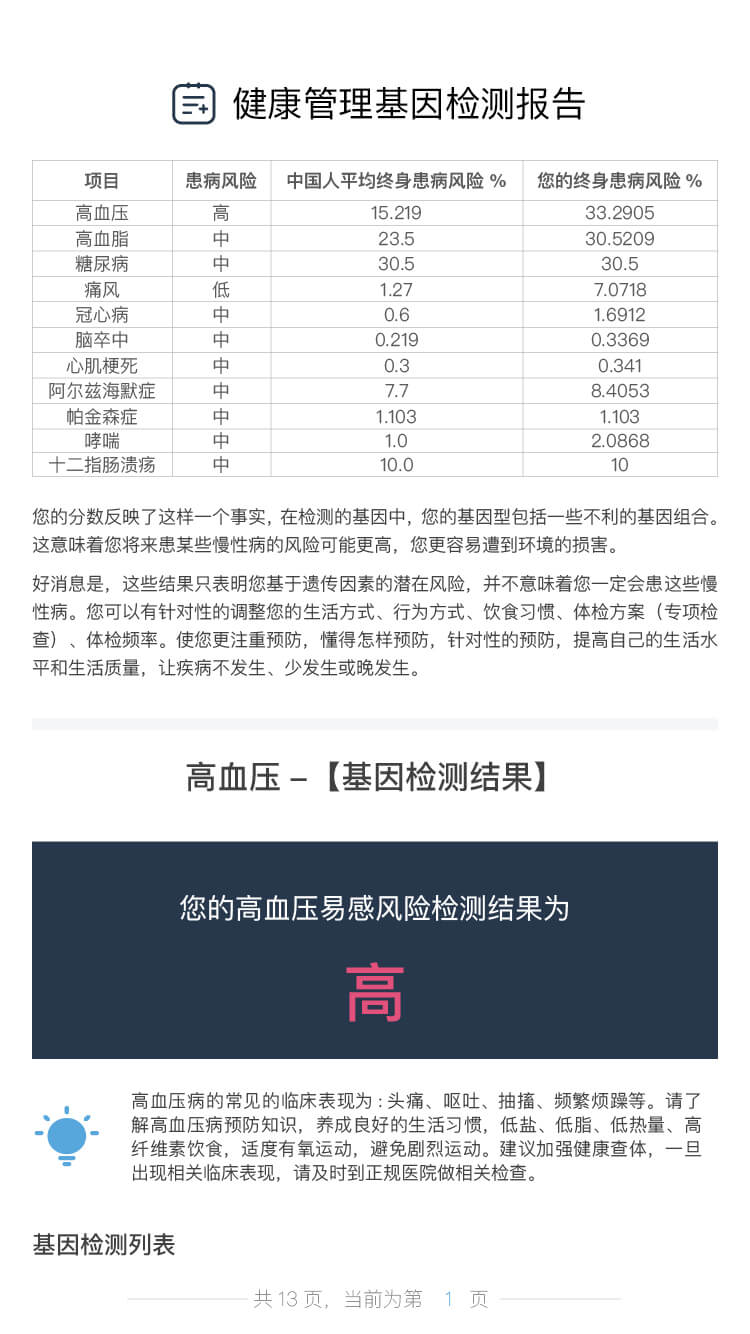 健康管理基因检测报告
项目 患病风险 中国人平均终身患病风险 % 您的终身患病风险 %
高血压 高 15.219 33.2905
高血脂 中 23.5 30.5209
糖尿病 中 30.5 30.5
痛风 低 1.27 7.0718
冠心病 中 0.6 1.6912
脑卒中 中 0.219 0.3369
心肌梗死 中 0.3 0.341
阿尔兹海默症 中 7.7 8.4053
帕金森症 中 1.103 1.103
哮喘 中 1.0 2.0868
十二指肠溃疡 中 10.0 10
您的分数反映了这样一个事实，在检测的基因中，您的基因型包括一些不利的基因组合。
这意味着您将来患某些慢性病的风险可能更高，您更容易遭到环境的损害。
好消息是，这些结果只表明您基于遗传因素的潜在风险，并不意味着您一定会患这些慢
性病。您可以有针对性的调整您的生活方式、行为方式、饮食习惯、体检方案（专项检
查）、体检频率。使您更注重预防，懂得怎样预防，针对性的预防，提高自己的生活水
平和生活质量，让疾病不发生、少发生或晚发生。
高血压 –【基因检测结果】
您的高血压易感风险检测结果为
高
高血压病的常见的临床表现为：头痛、呕吐、抽搐、频繁烦躁等。请了
解高血压病预防知识，养成良好的生活习惯，低盐、低脂、低热量、高
纤维素饮食，适度有氧运动，避免剧烈运动。建议加强健康查体，一旦
出现相关临床表现，请及时到正规医院做相关检查。
基因检测列表
共 13 页，当前为第 1 页